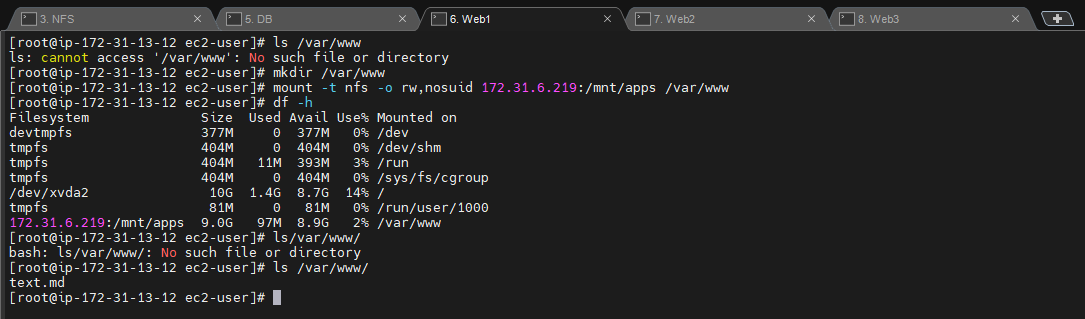 3. NFS
5. DB
6. Web1
7. Web2
8. Web3
[root@ip-172-31-13-12 ec2-user]# ls /var/www
ls: cannot access '/var/www': No such file or directory
[root@ip-172-31-13-12 ec2-user]# mkdir /var/www
[root@ip-172-31-13-12 ec2-user]# mount -t nfs -o rw,nosuid 172.31.6.219:/mnt/apps /var/www
[root@ip-172-31-13-12 ec2-user]# df -h
Filesystem              Size  Used Avail Use% Mounted on
devtmpfs                377M     0  377M   0% /dev
tmpfs                   404M     0  404M   0% /dev/shm
tmpfs                   404M   11M  393M   3% /run
tmpfs                   404M     0  404M   0% /sys/fs/cgroup
/dev/xvda2               10G  1.4G  8.7G  14% /
tmpfs                    81M     0   81M   0% /run/user/1000
172.31.6.219:/mnt/apps  9.0G   97M  8.9G   2% /var/www
[root@ip-172-31-13-12 ec2-user]# ls/var/www/
bash: ls/var/www/: No such file or directory
[root@ip-172-31-13-12 ec2-user]# ls /var/www/
text.md
[root@ip-172-31-13-12 ec2-user]#